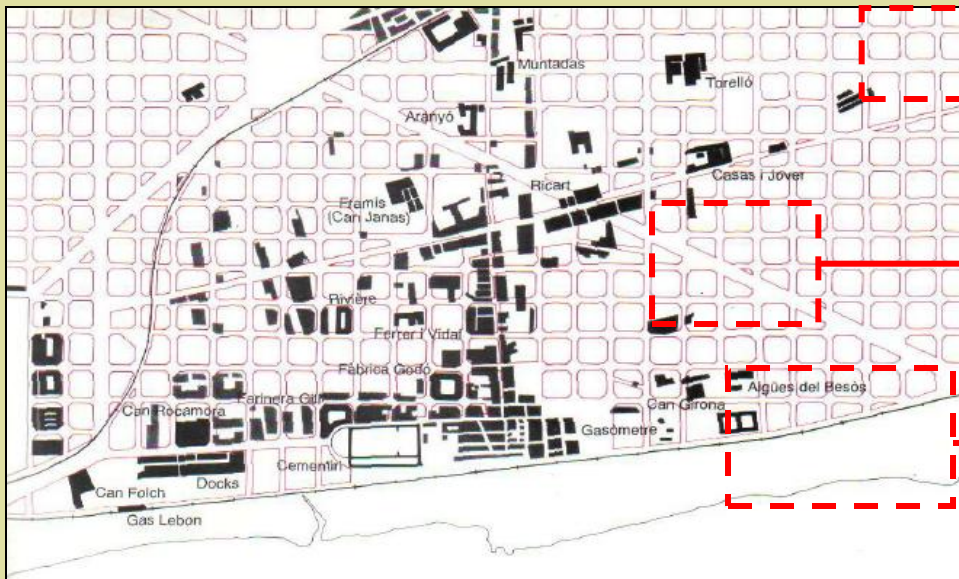 Muntadas
Torelló
Aranyó
Casas i Jover
Ricart
Framis
(Can Janas)
Rivière
Ferrer i Vidal
Fàbrica Godó
Aigües del Besòs
Farinera Gili
Can Girona
Can Rocamora
Gasòmetre
Cementiri
Docks
Can Folch
Gas Lebon